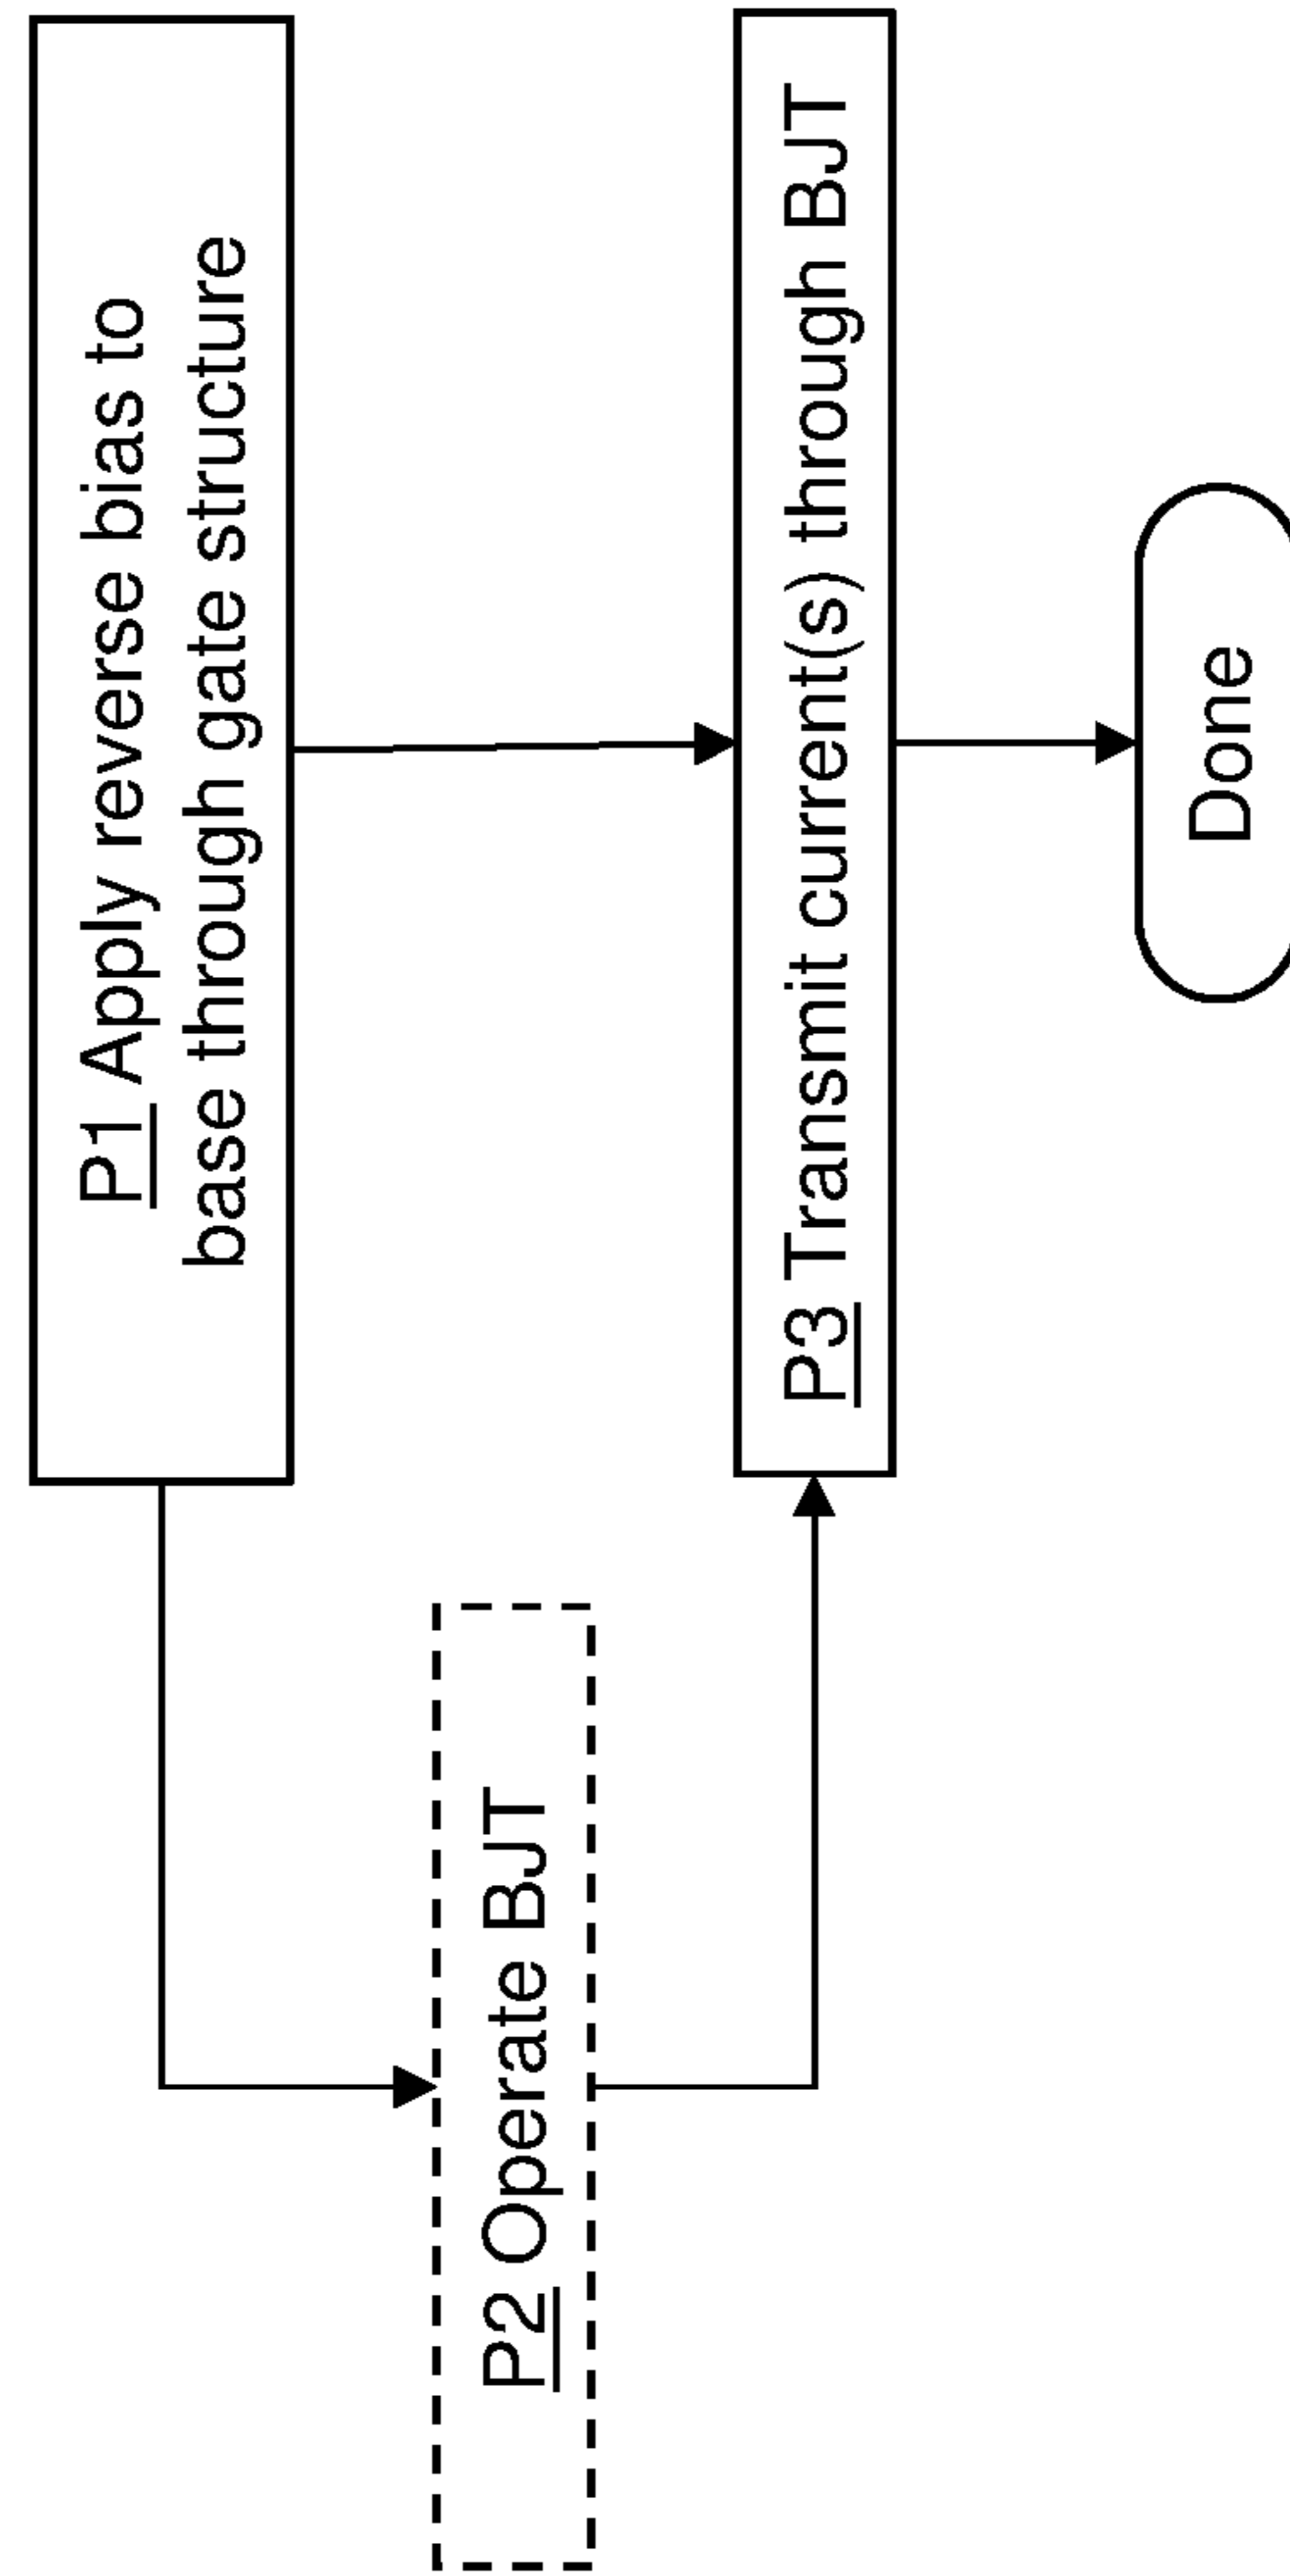 P1 Apply reverse bias to
base through gate structure
P2 Operate BJT
P3 Transmit current(s) through BJT
Done